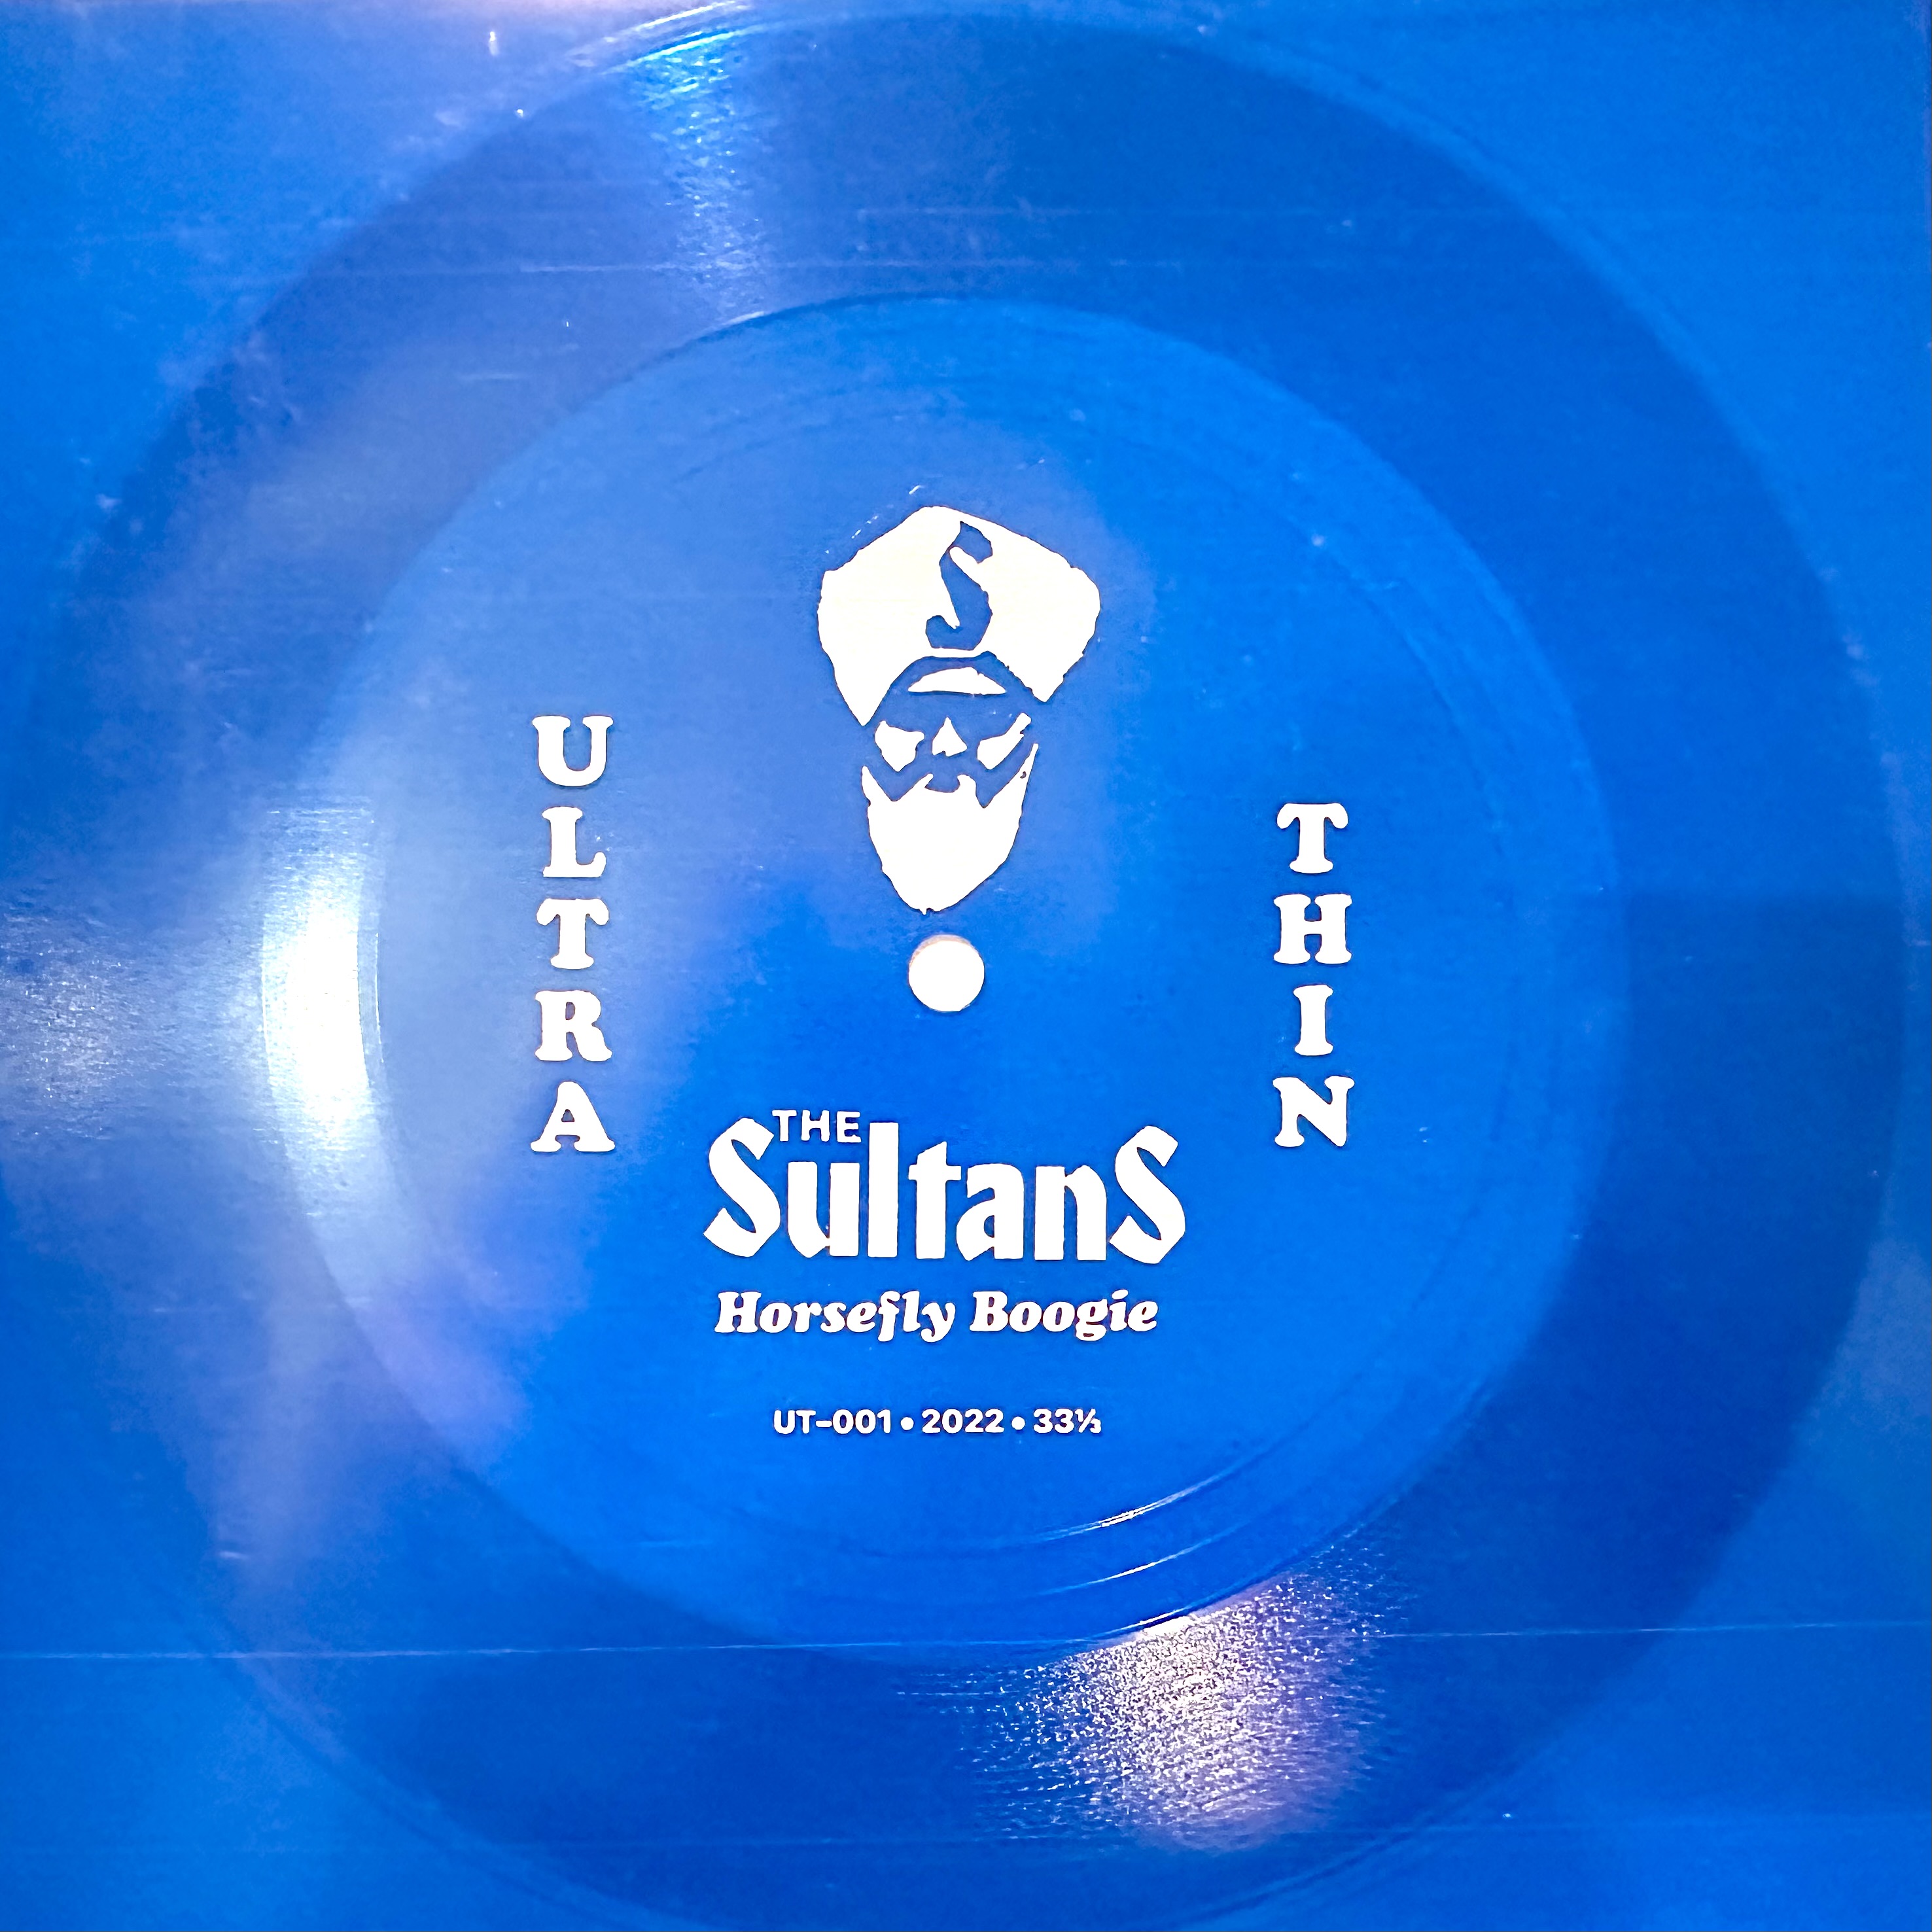 S
ULTRA
THIN
THE
SultanS
Horsefly Boogie
UT-001 • 2022 • 33⅓